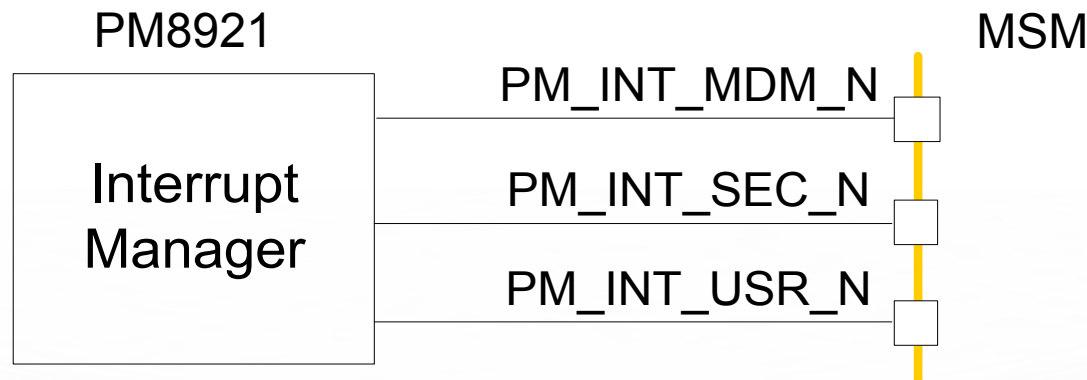 PM8921
MSM
PM_INT_MDM_N
Interrupt
Manager
PM_INT_SEC_N
PM_INT_USR_N